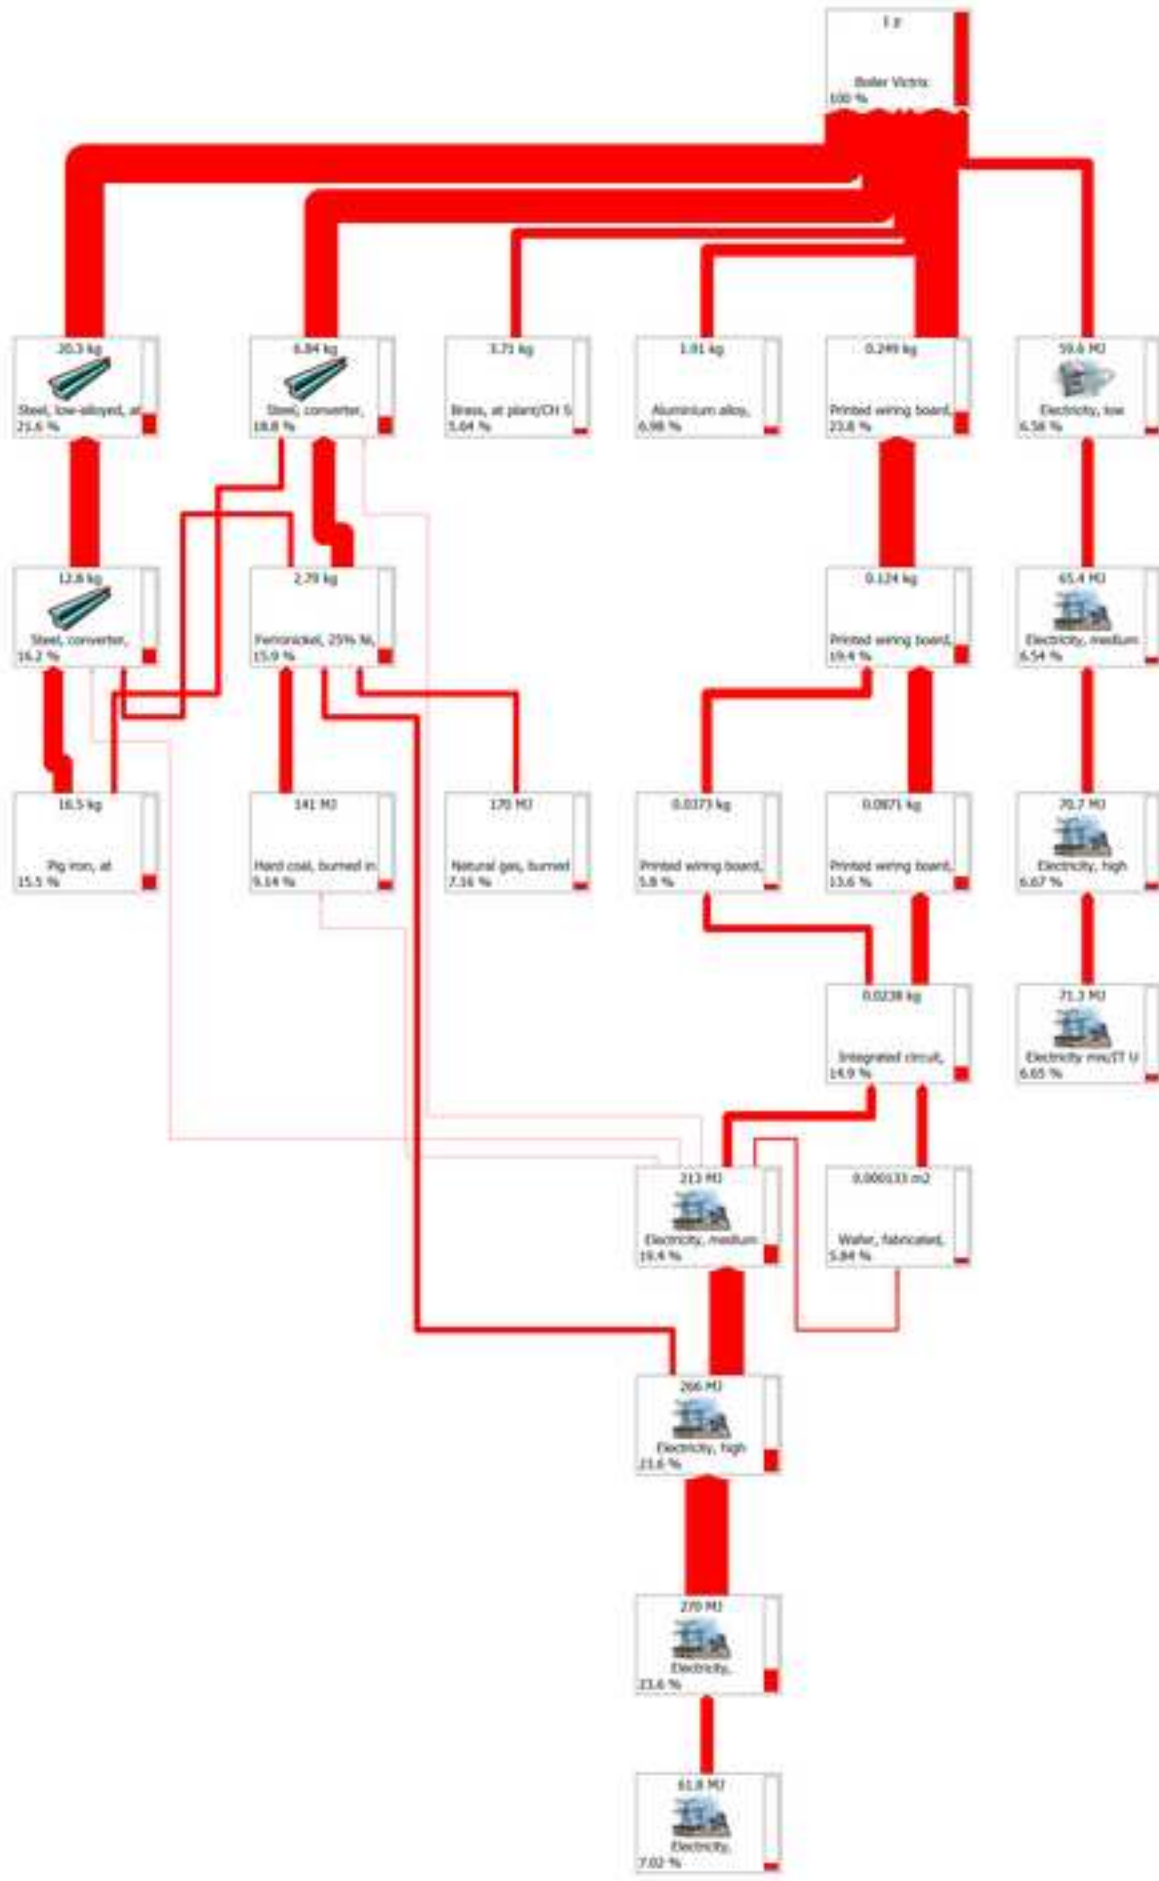 1 p
Boiler Victrix
100 %
20.3 kg
Steel, low-alloyed, at
21.6 %
6.84 kg
Steel, converter,
18.8 %
3.71 kg
Brass, at plant/CH S
5.04 %
1.91 kg
Aluminium alloy,
6.98 %
0.249 kg
Printed wiring board,
23.8 %
59.6 MJ
Electricity, low
6.58 %
12.8 kg
Steel, converter,
16.2 %
2.79 kg
Ferronickel, 25% Ni,
15.9 %
0.124 kg
Printed wiring board,
19.4 %
65.4 MJ
Electricity, medium
6.54 %
16.5 kg
Pig iron, at
15.5 %
141 MJ
Hard coal, burned in
9.14 %
170 MJ
Natural gas, burned
7.16 %
0.0373 kg
Printed wiring board,
5.8 %
0.0871 kg
Printed wiring board,
13.6 %
70.7 MJ
Electricity, high
6.67 %
0.0238 kg
Integrated circuit,
14.9 %
71.3 MJ
Electricity mix/IT U
6.65 %
213 MJ
Electricity, medium
19.4 %
0.000133 m2
Wafer, fabricated,
5.84 %
266 MJ
Electricity, high
23.6 %
270 MJ
Electricity,
23.6 %
61.8 MJ
Electricity,
7.02 %